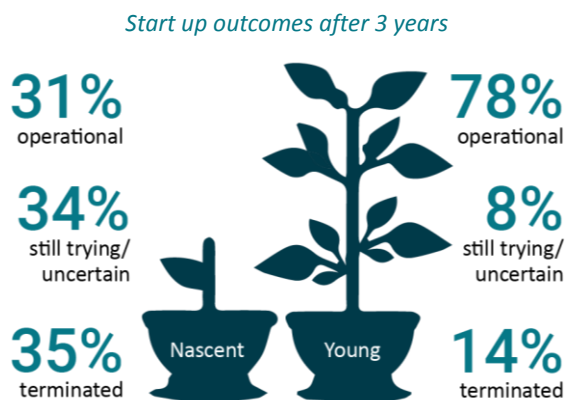 Start up outcomes after 3 years
31%
operational
34%
still trying/
uncertain
35%
terminated
Nascent
Young
78%
operational
8%
still trying/
uncertain
14%
terminated